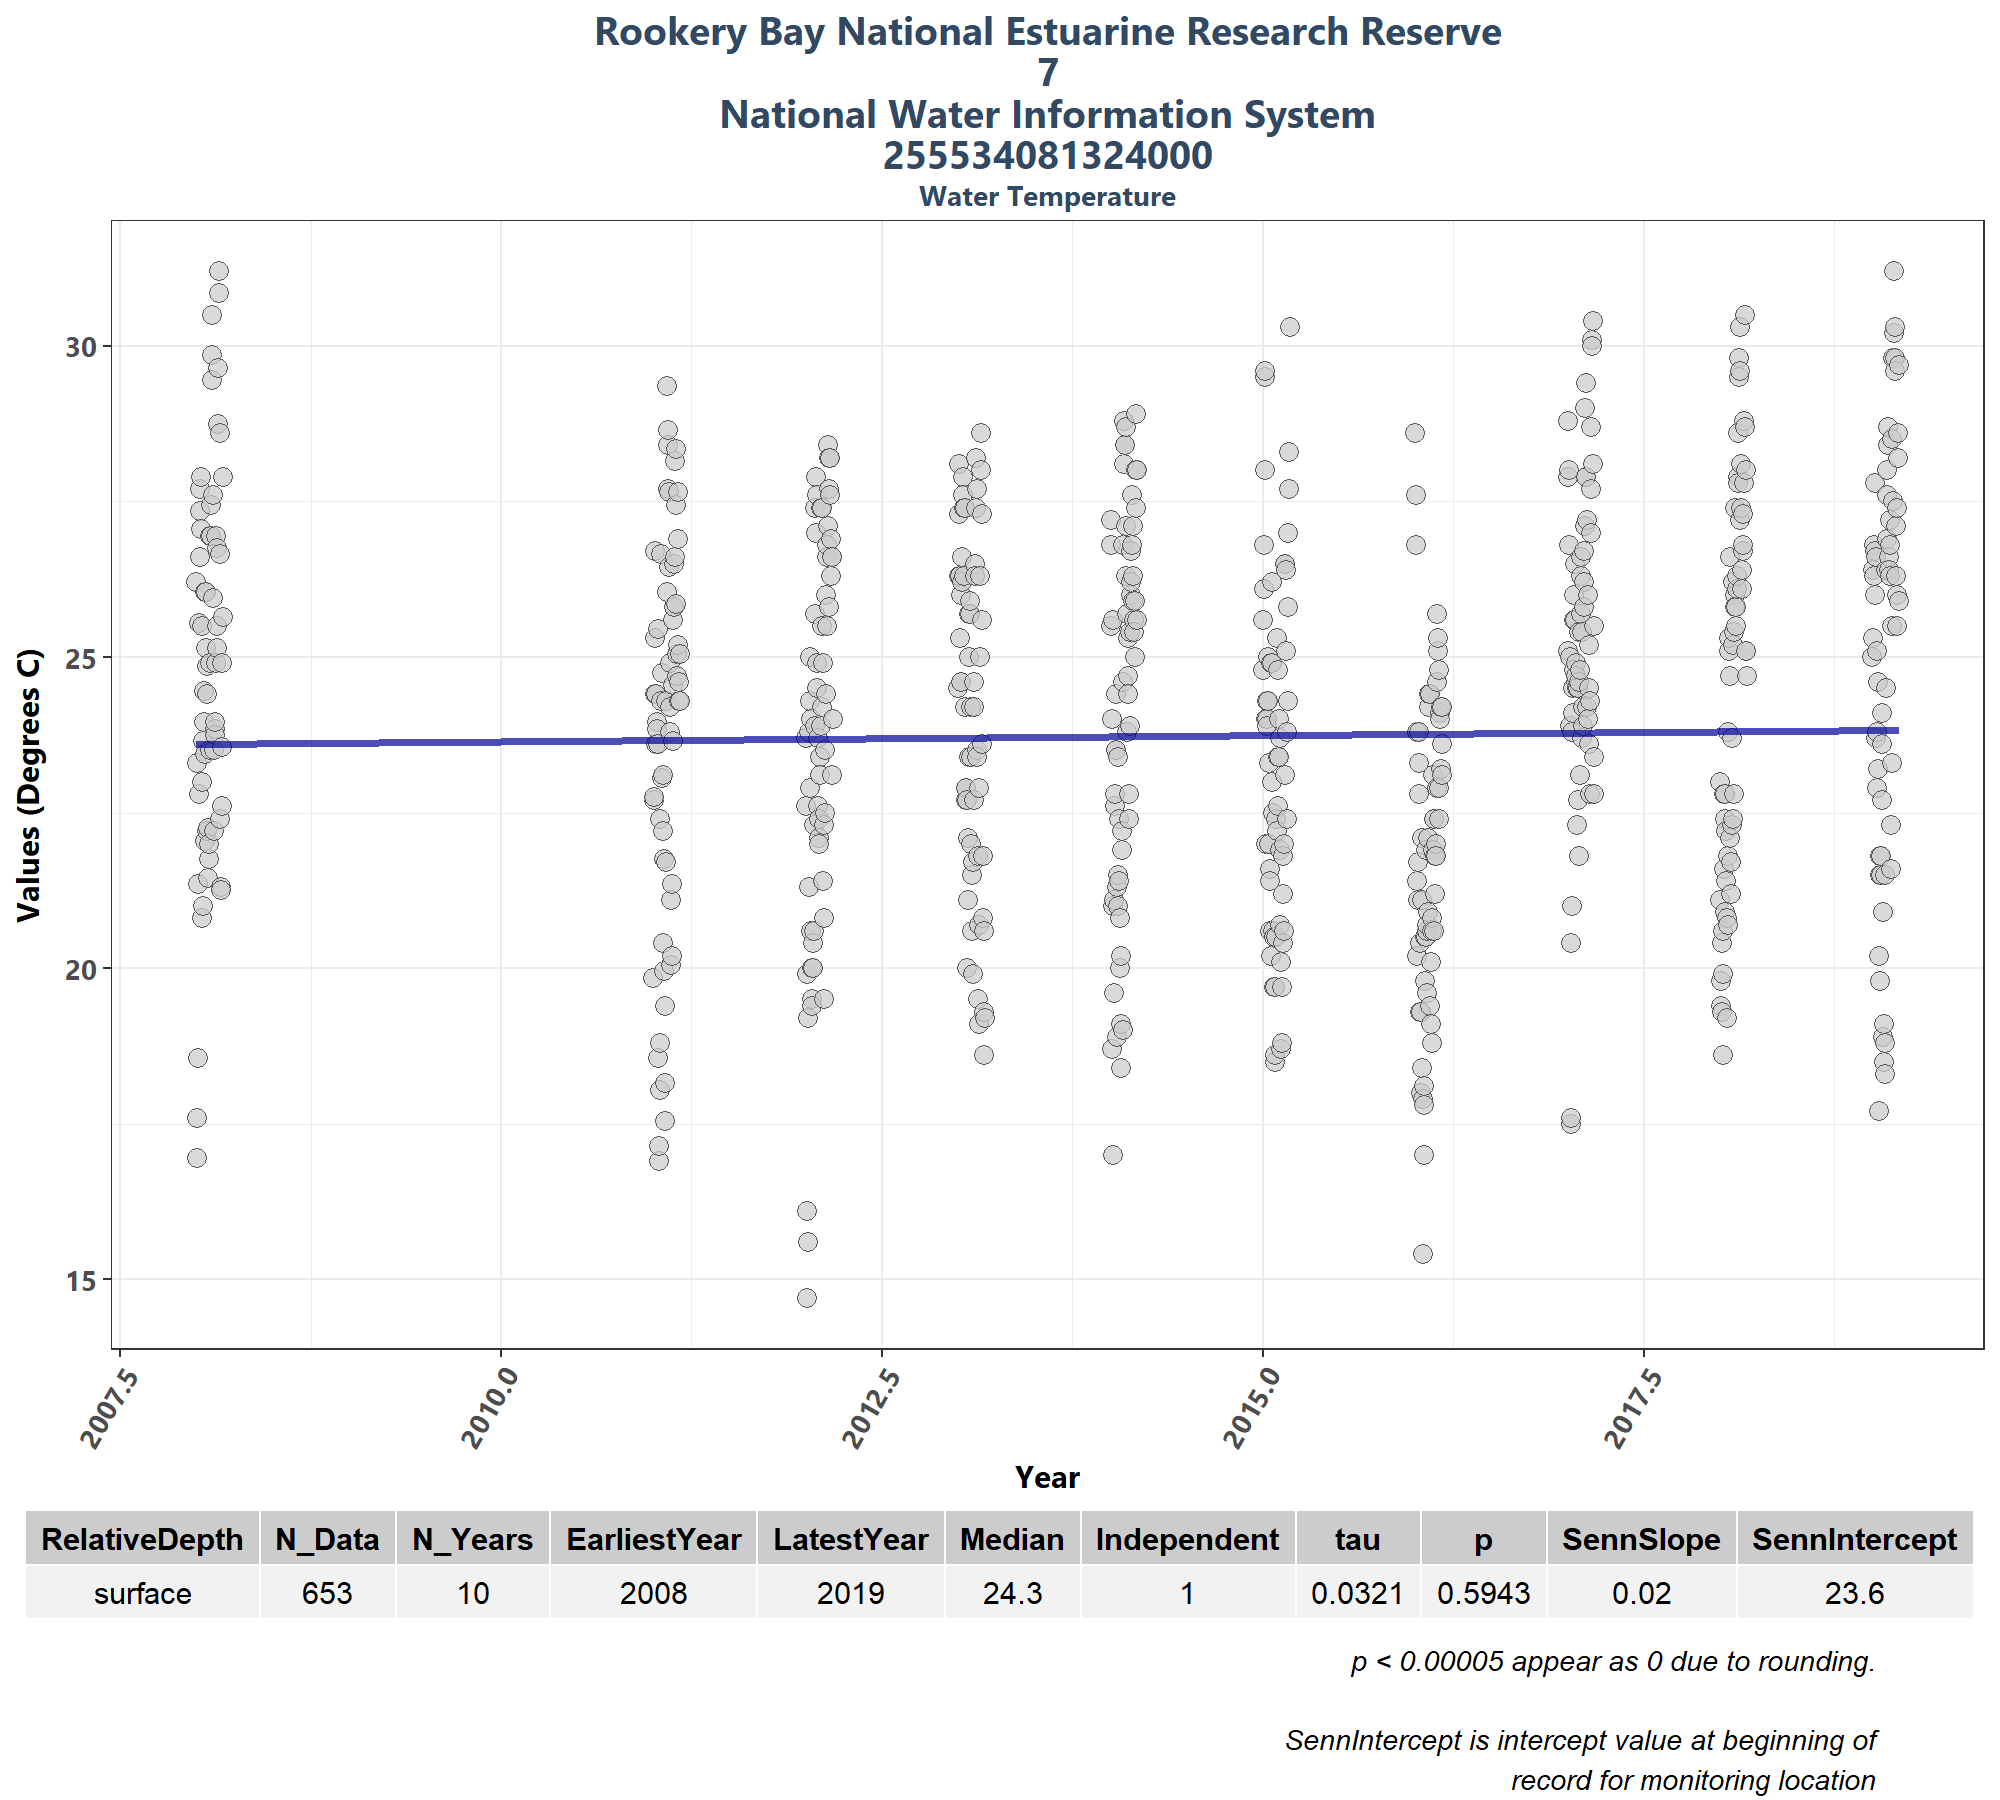 Rookery Bay National Estuarine Research Reserve
7
National Water Information System
255534081324000
Water Temperature
Values (Degrees C)
30
25
20
15
2007.5 2010.0 2012.5 2015.0 2017.5
Year
RelativeDepth N_Data N_Years EarliestYear LatestYear Median Independent tau p SennSlope SennIntercept
surface 653 10 2008 2019 24.3 1 0.0321 0.5943 0.02 23.6
p < 0.00005 appear as 0 due to rounding.
SennIntercept is intercept value at beginning of
record for monitoring location